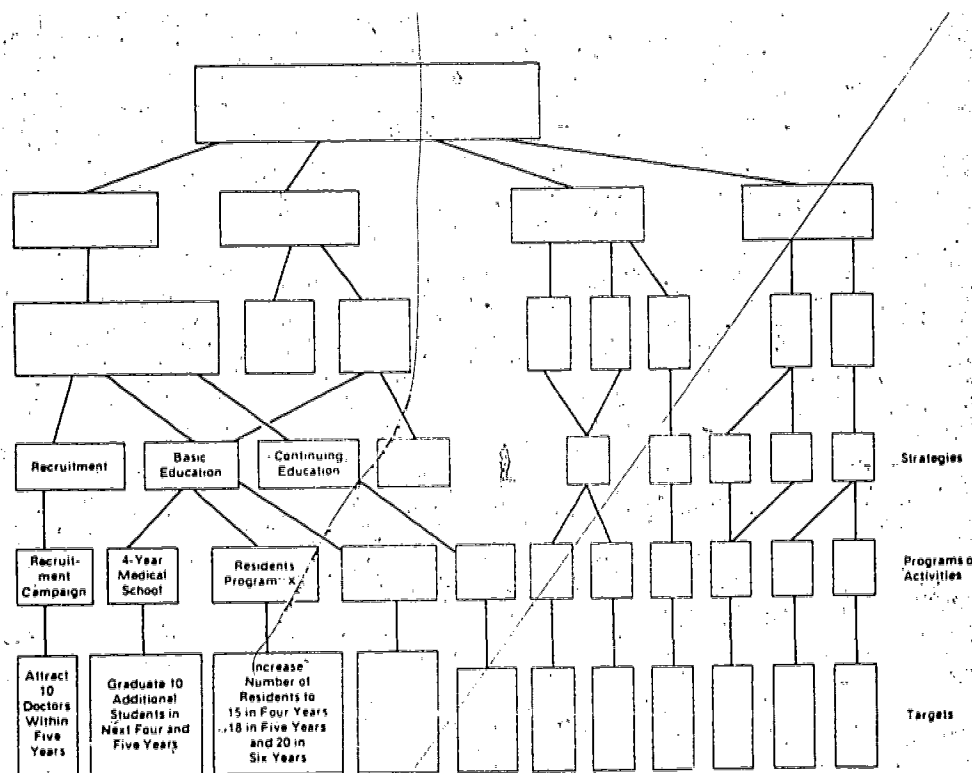 Recruitment
Basic
Education
Continuing
Education
Strategies
Recruit-
ment
Campaign
4-Year
Medical
School
Residents
Program X
Programs o
Activities
Attract
10
Doctors
Within
Five
Years
Graduate 10
Additional
Students in
Next Four and
Five Years
Increase
Number of
Residents to
15 in Four Years
18 in Five Years
and 20 in
Six Years
Targets